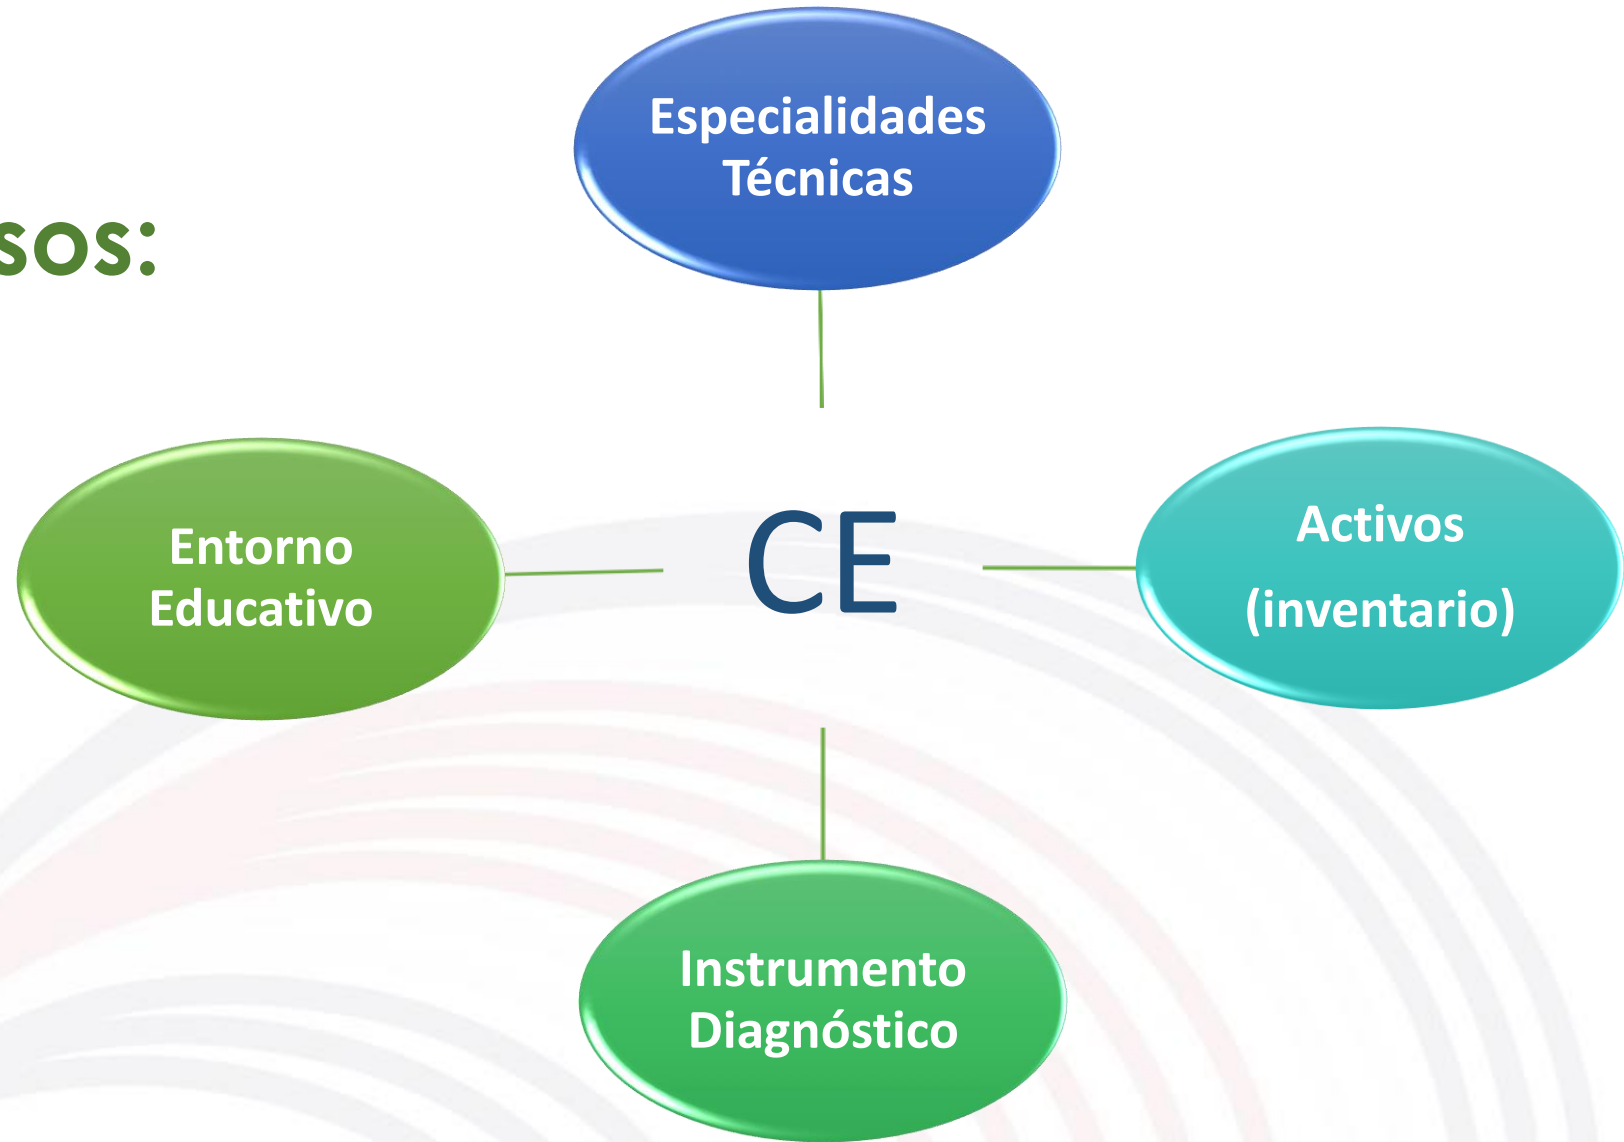 Especialidades
Técnicas
sos:
Entorno
Educativo
CE
Activos
(inventario)
Instrumento
Diagnóstico